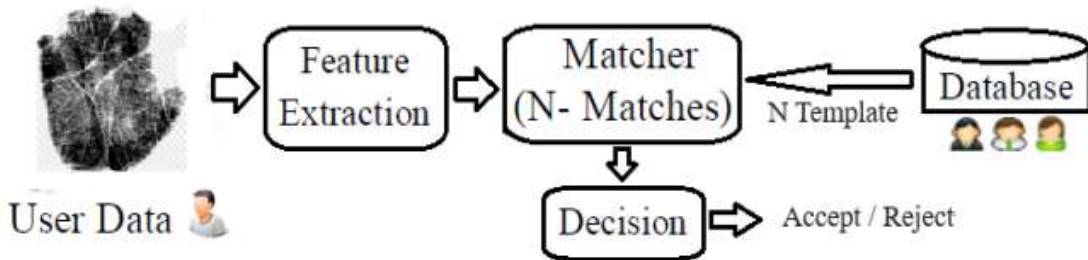 Feature
Extraction
Matcher
(N- Matches)
Database
N Template
User Data
Decision
Accept / Reject